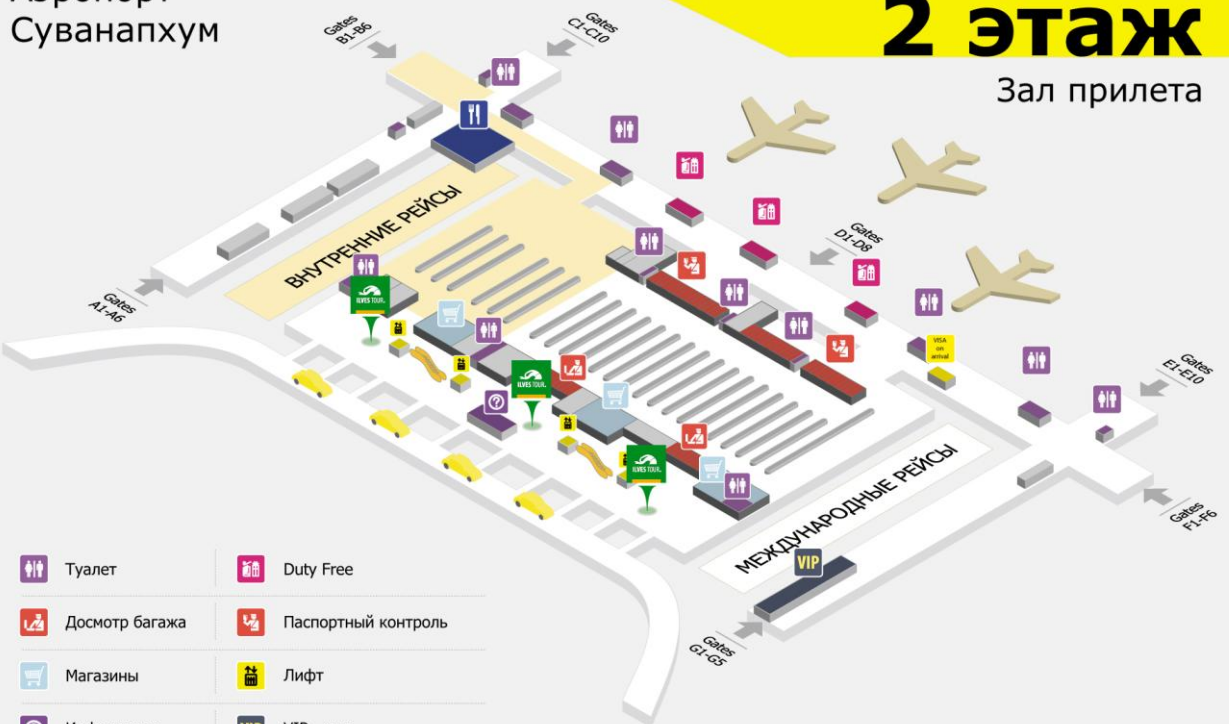 Суванапхум
2 этаж
Зал прилета
Gates
B1-B6
Gates
C1-C10
Gates
D1-D8
Gates
A1-A6
Gates
E1-E10
Gates
F1-F6
Gates
G1-G5
ВНУТРЕННИЕ РЕЙСЫ
МЕЖДУНАРОДНЫЕ РЕЙСЫ
ILVES TOUR
ILVES TOUR
ILVES TOUR
VISA
on
arrival
VIP
Туалет
Duty Free
Досмотр багажа
Паспортный контроль
Магазины
Лифт